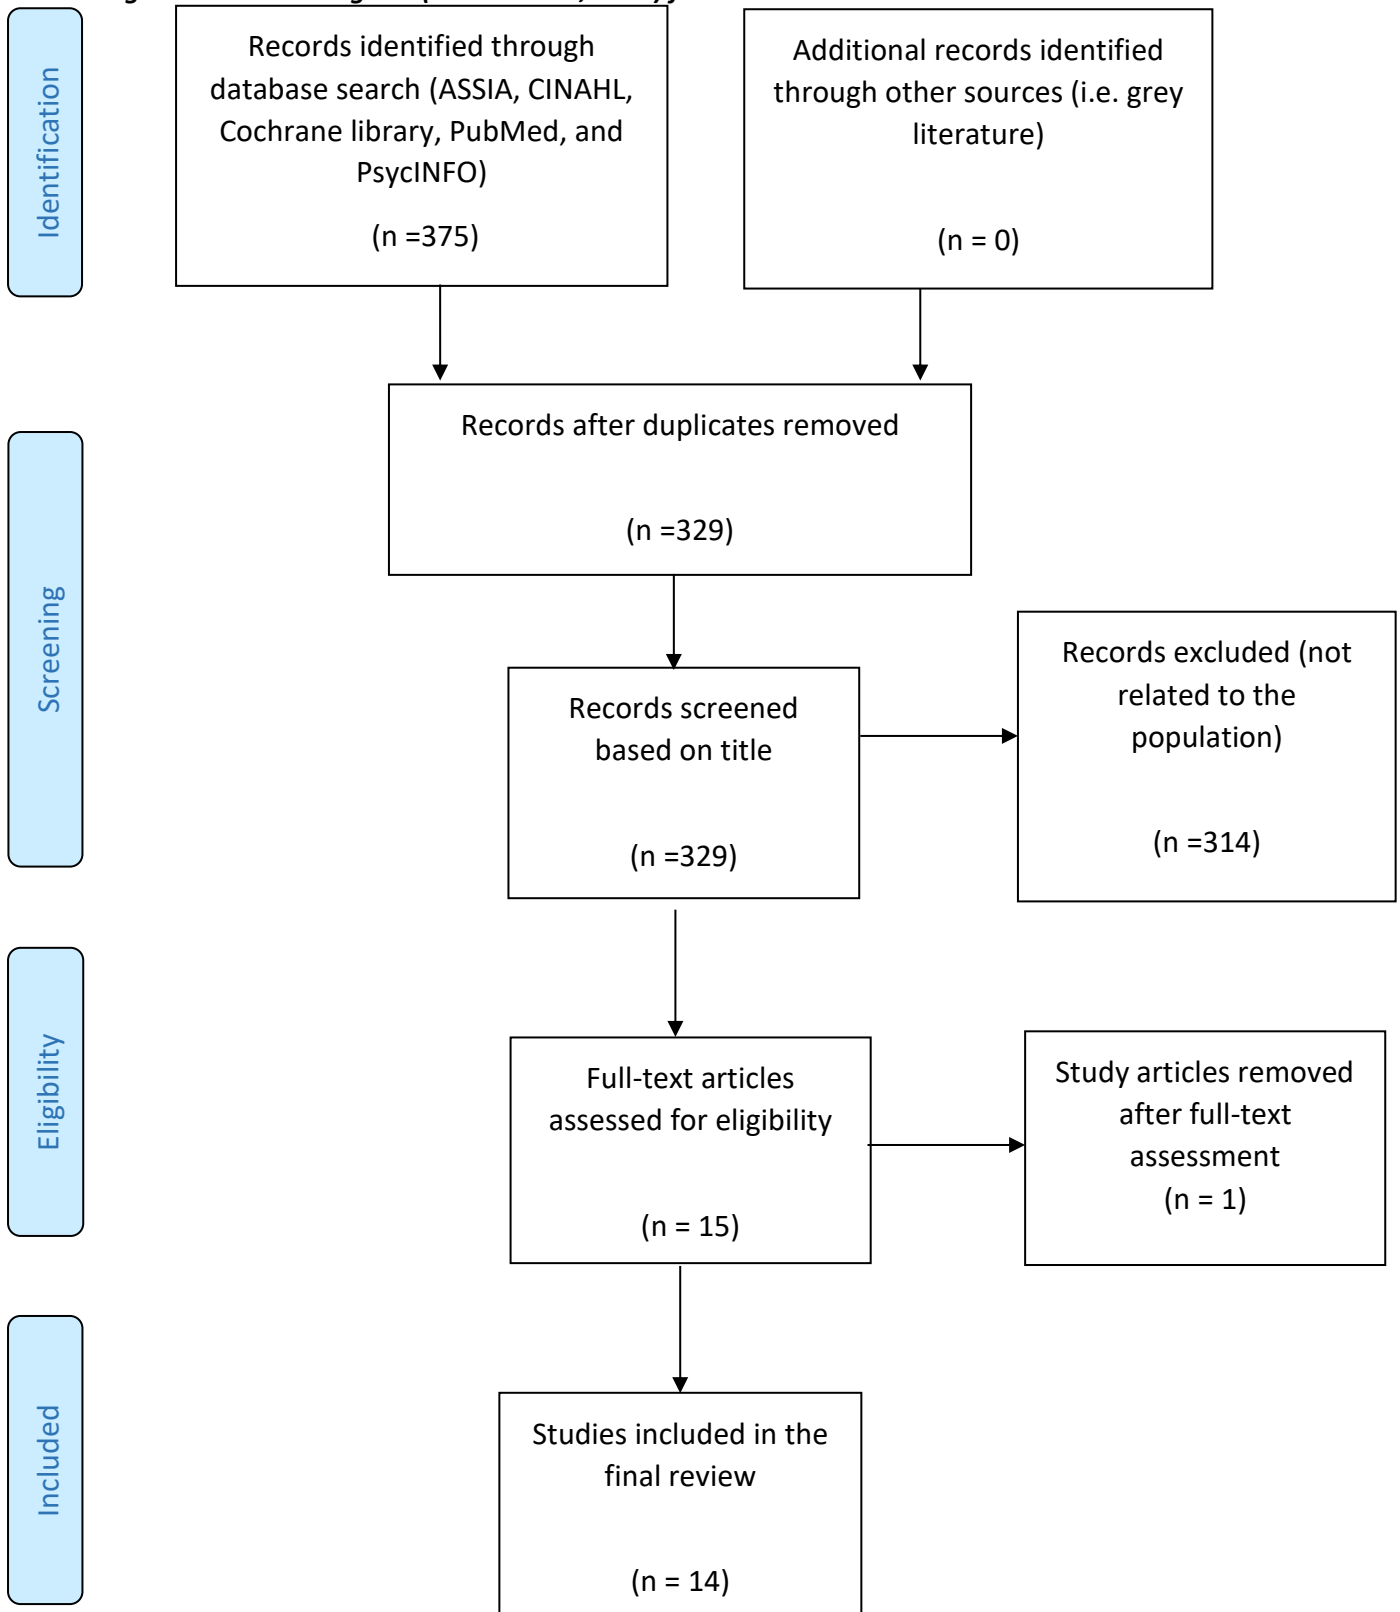 Identification
Records identified through
database search (ASSIA, CINAHL,
Cochrane library, PubMed, and
PsycINFO)
(n =375)
Additional records identified
through other sources (i.e. grey
literature)
(n = 0)
Screening
Records after duplicates removed
(n =329)
Records screened
based on title
(n =329)
Records excluded (not
related to the
population)
(n =314)
Eligibility
Full-text articles
assessed for eligibility
(n = 15)
Study articles removed
after full-text
assessment
(n = 1)
Included
Studies included in the
final review
(n = 14)